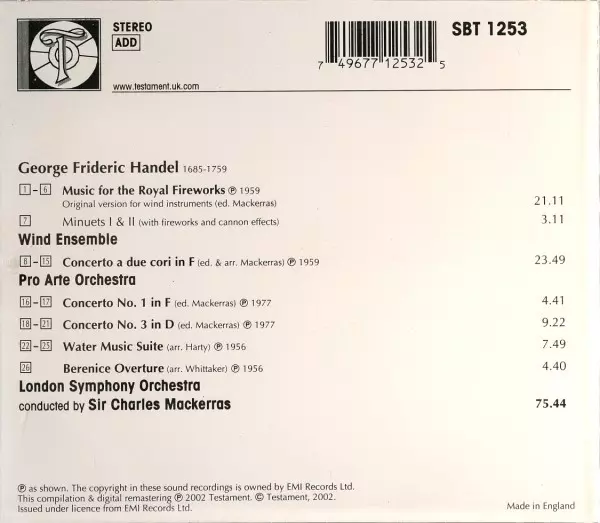 STEREO
ADD
www.testament.uk.com
SBT 1253
7 49677 12532 5
George Frideric Handel 1685-1759
1 - 6 Music for the Royal Fireworks ℗ 1959
Original version for wind instruments (ed. Mackerras) 21.11
7 Minuets I & II (with fireworks and cannon effects) 3.11
Wind Ensemble
8 - 15 Concerto a due cori in F (ed. & arr. Mackerras) ℗ 1959 23.49
Pro Arte Orchestra
16 - 17 Concerto No. 1 in F (ed. Mackerras) ℗ 1977 4.41
18 - 21 Concerto No. 3 in D (ed. Mackerras) ℗ 1977 9.22
22 - 25 Water Music Suite (arr. Harty) ℗ 1956 7.49
26 Berenice Overture (arr. Whittaker) ℗ 1956 4.40
London Symphony Orchestra
conducted by Sir Charles Mackerras 75.44
℗ as shown. The copyright in these sound recordings is owned by EMI Records Ltd.
This compilation & digital remastering ℗ 2002 Testament. © Testament, 2002.
Issued under licence from EMI Records Ltd.
Made in England